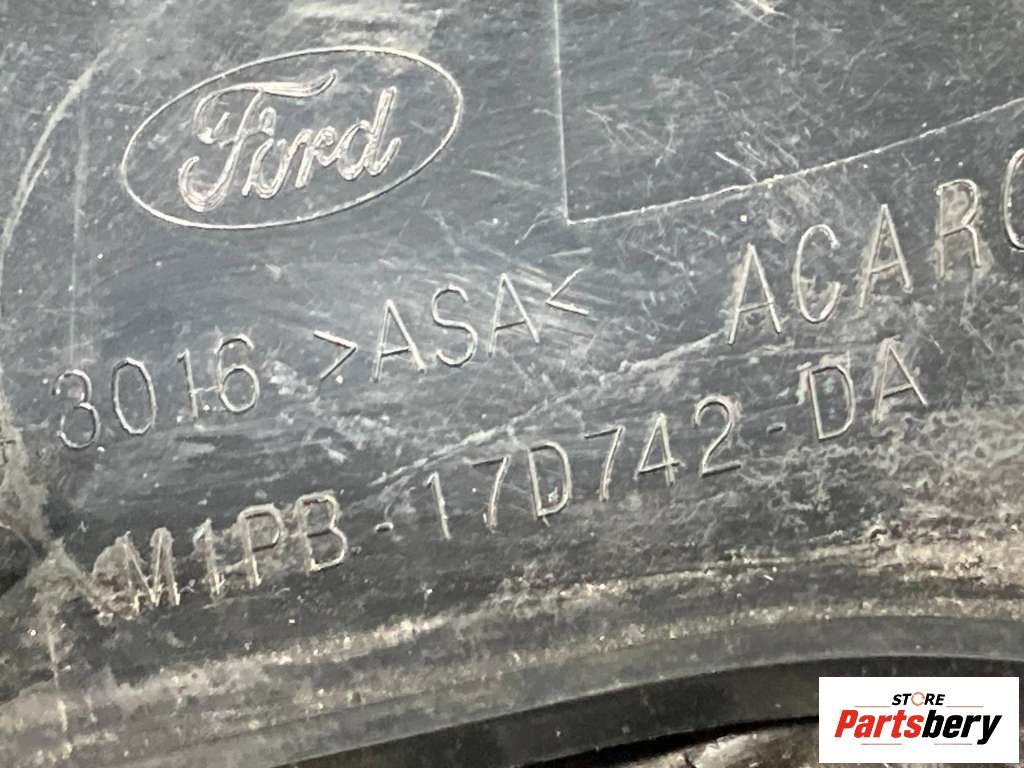 Ford
3016 >ASA< ACAR
M1PB-17D742-DA
STORE
Partsbery